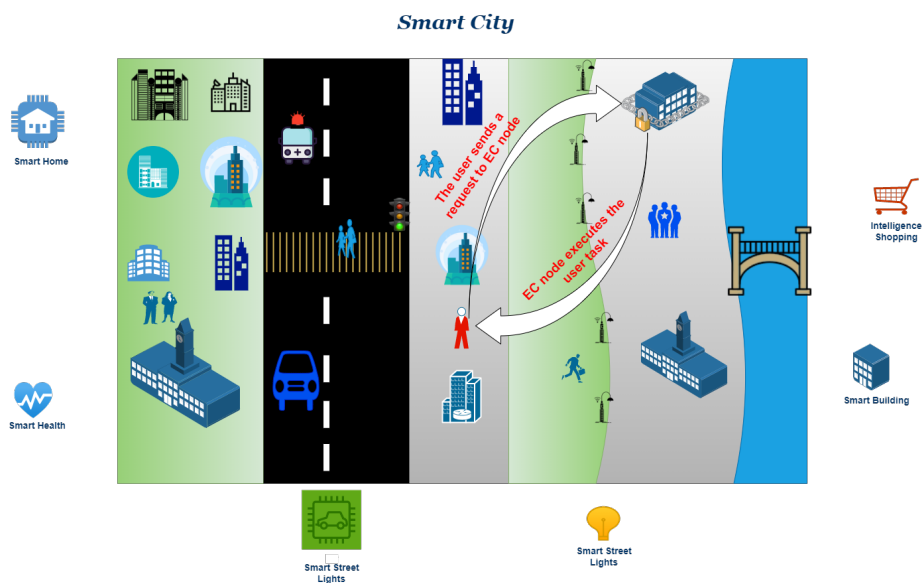 Smart City
Smart Home
The user sends a
request to EC node
Intelligence
Shopping
EC node executes the
user task
Smart Health
Smart Building
Smart Street
Lights
Smart Street
Lights